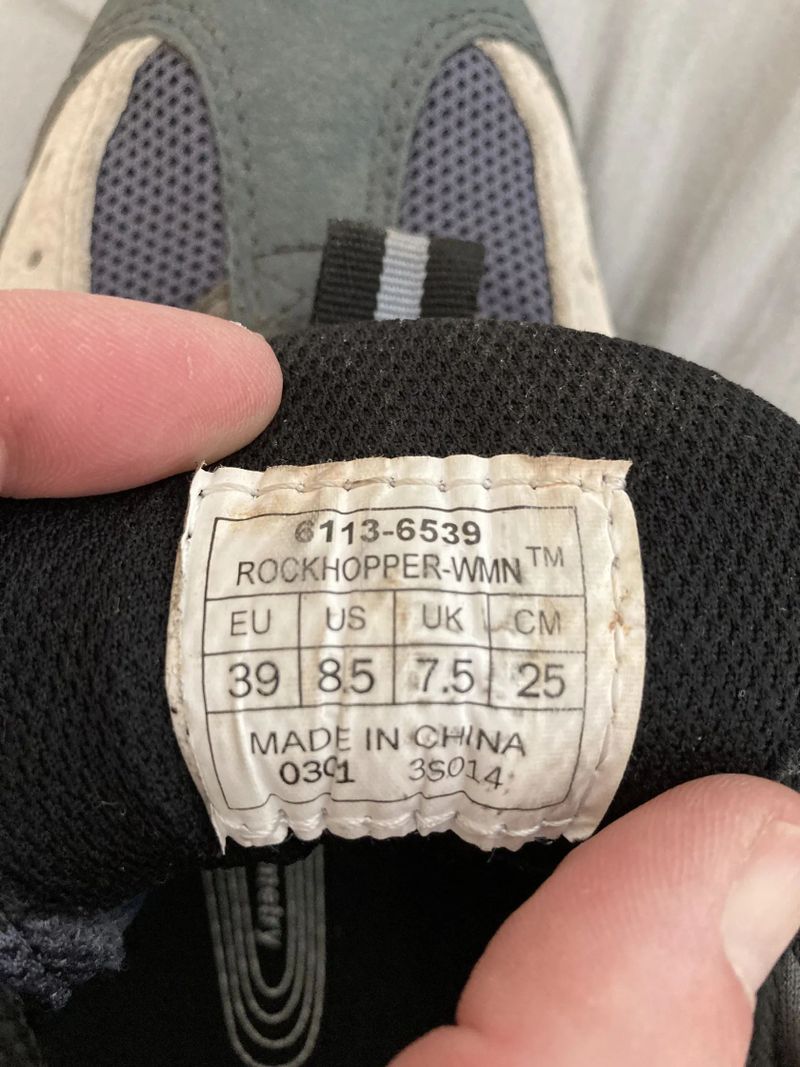 6113-6539
ROCKHOPPER-WMN™
EU US UK CM
39 8.5 7.5 25
MADE IN CHINA
0301 3S014